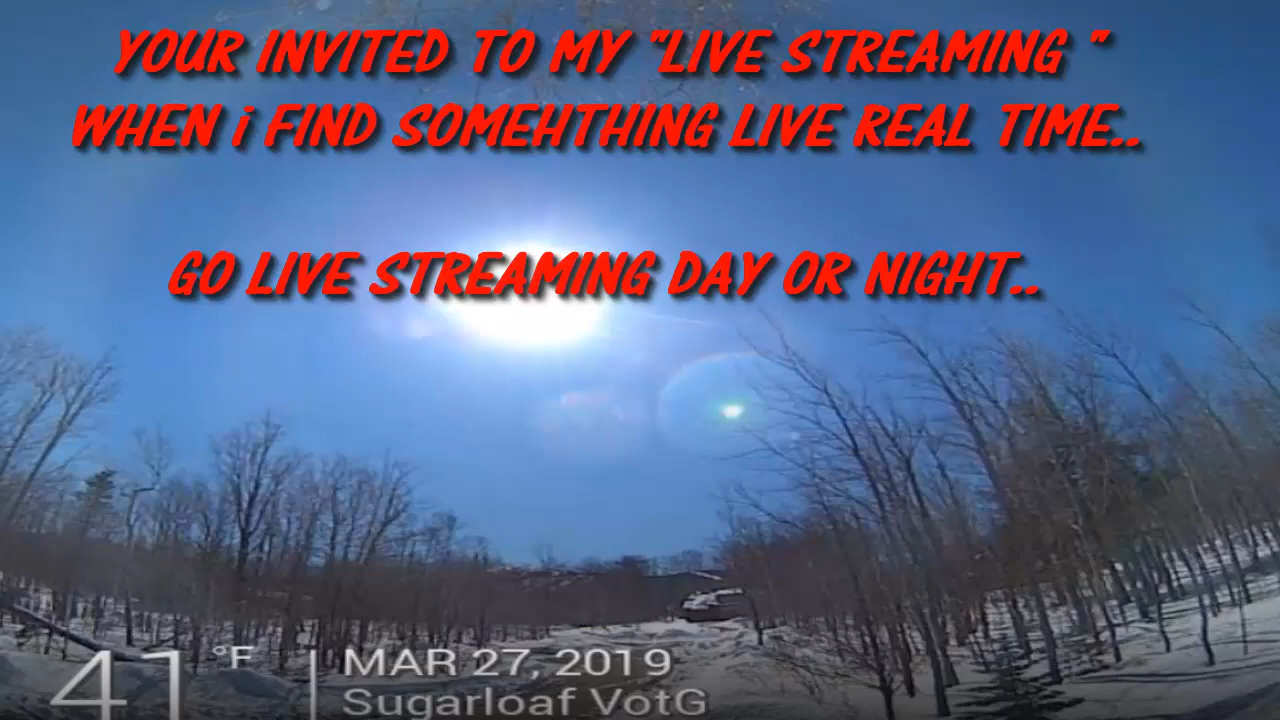 YOUR INVITED TO MY "LIVE STREAMING "
WHEN i FIND SOMEHTHING LIVE REAL TIME..
GO LIVE STREAMING DAY OR NIGHT..
41 °F
MAR 27, 2019
Sugarloaf VotG